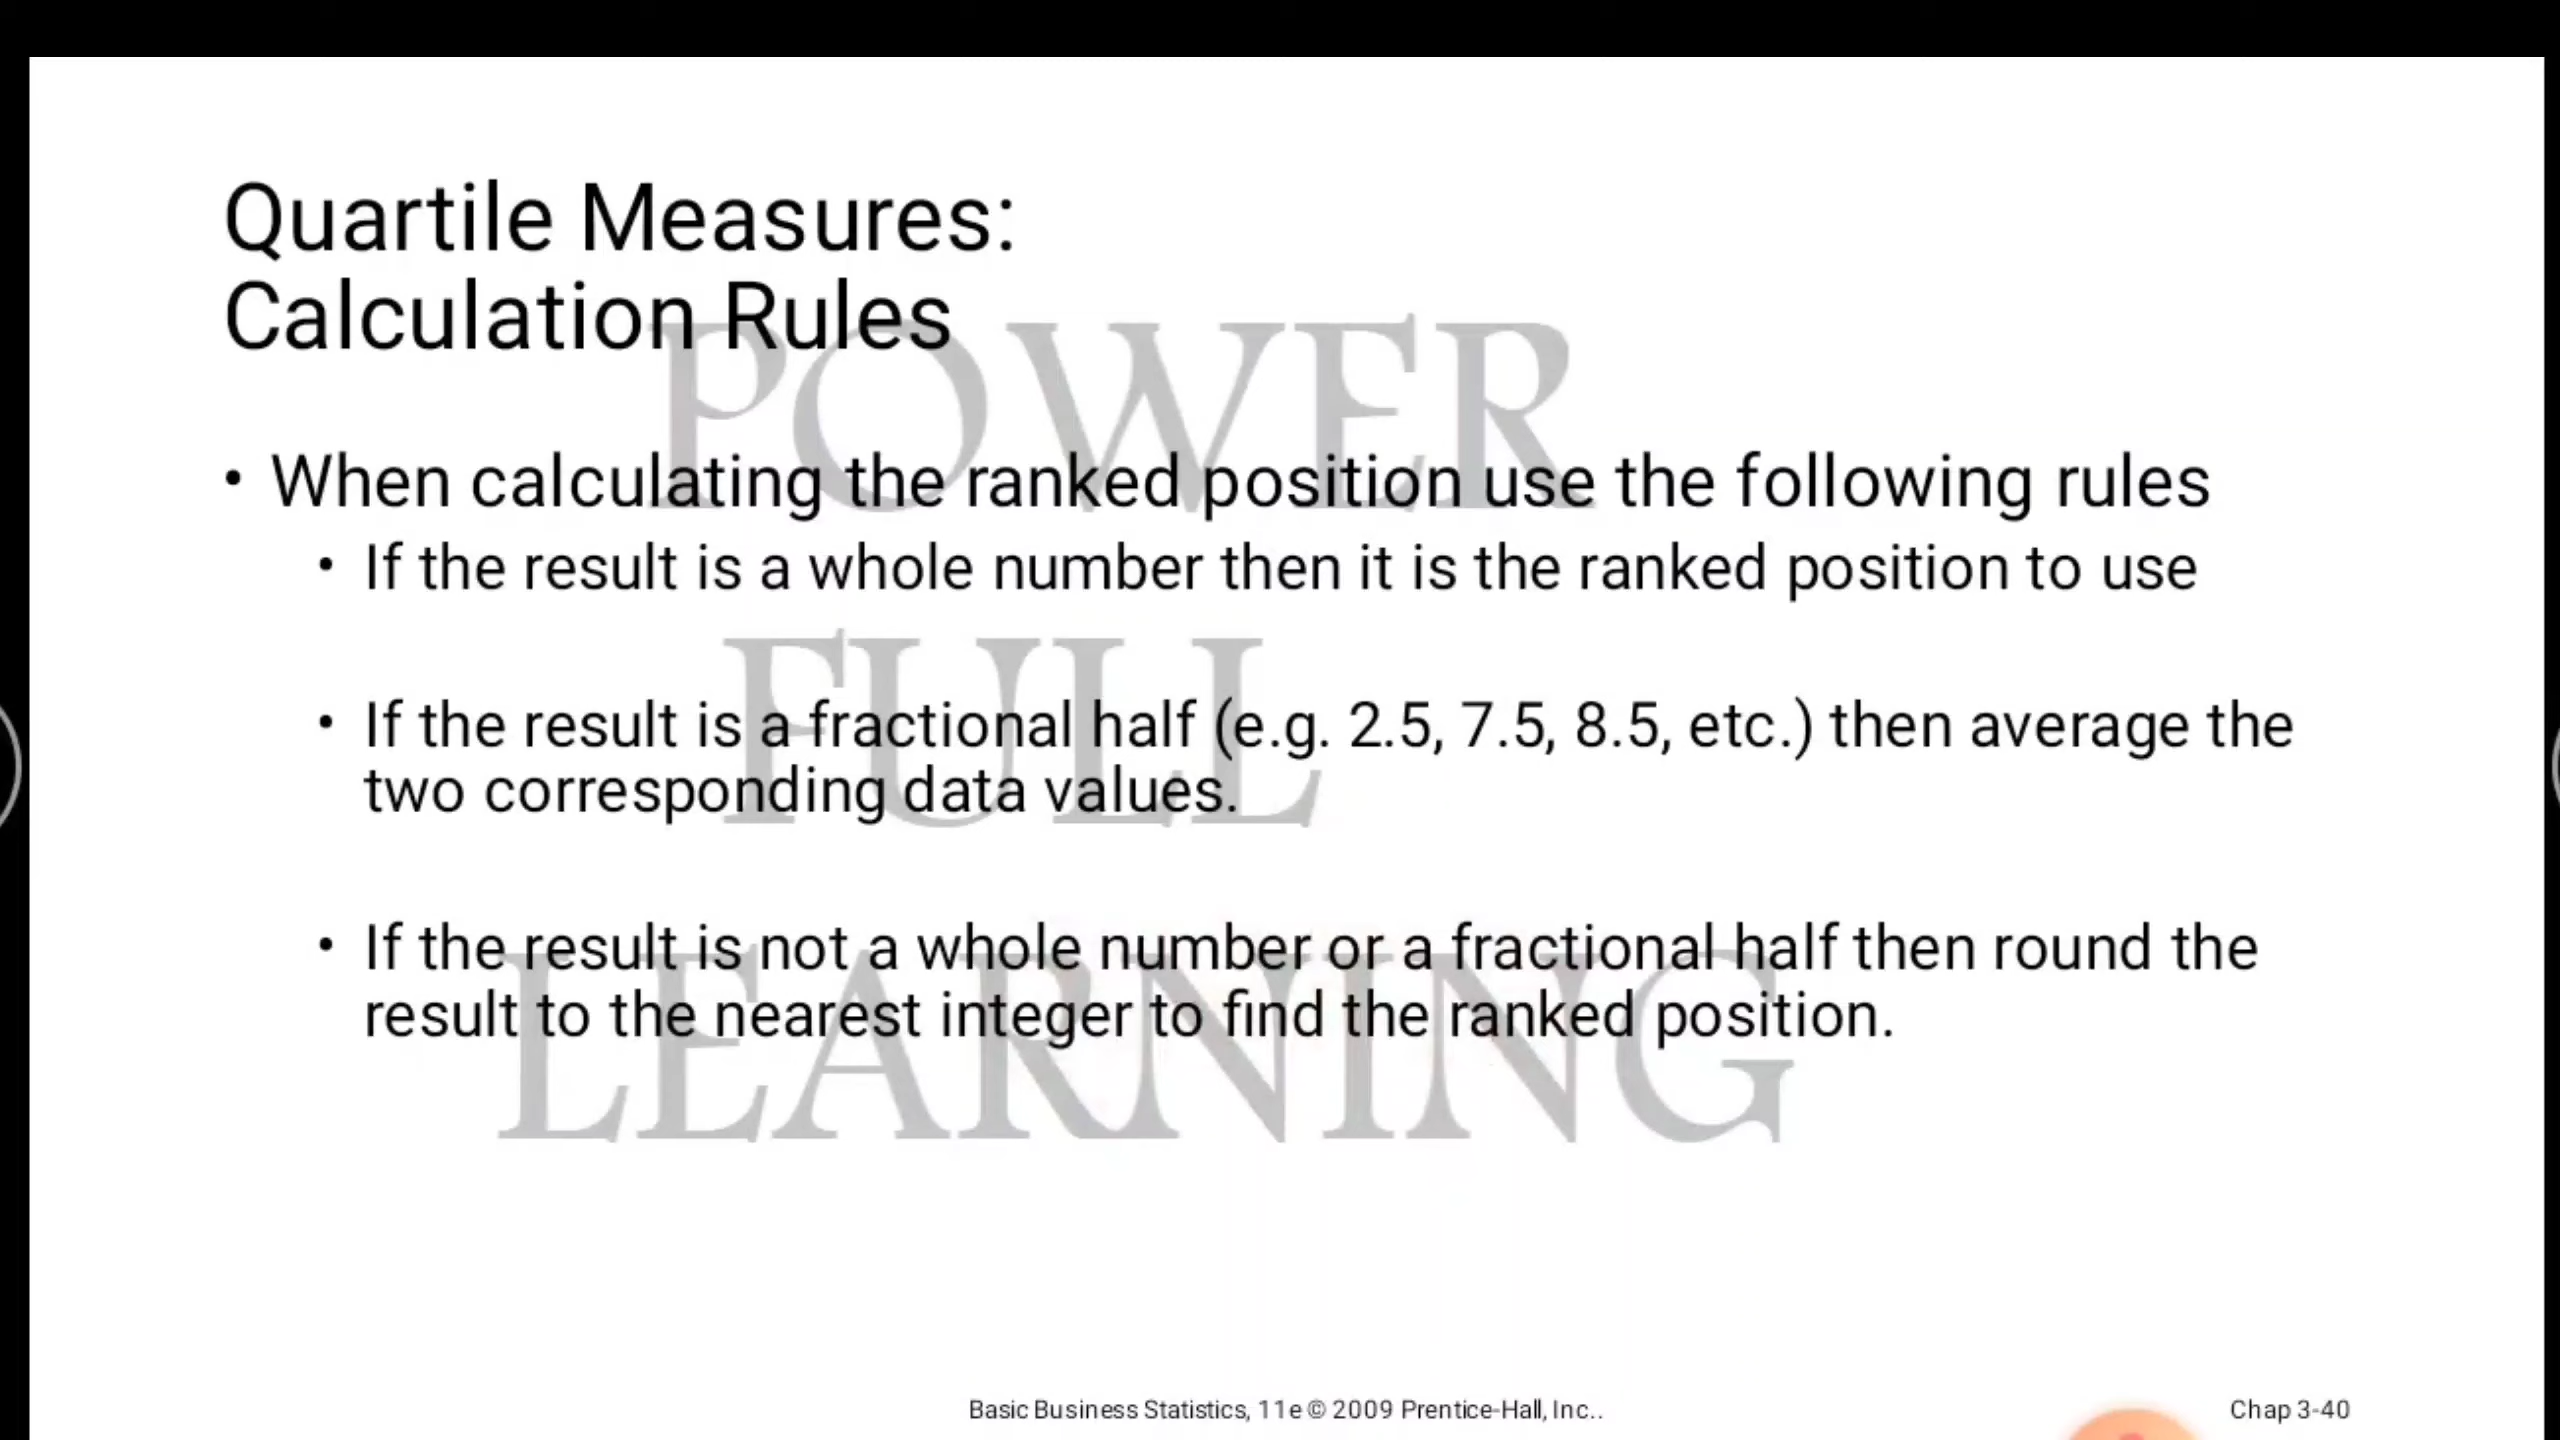 Quartile Measures:
Calculation Rules
POWER
• When calculating the ranked position use the following rules
• If the result is a whole number then it is the ranked position to use
FULL
• If the result is a fractional half (e.g. 2.5, 7.5, 8.5, etc.) then average the
two corresponding data values.
• If the result is not a whole number or a fractional half then round the
result to the nearest integer to find the ranked position.
LEARNING
Basic Business Statistics, 11e © 2009 Prentice-Hall, Inc..
Chap 3-40